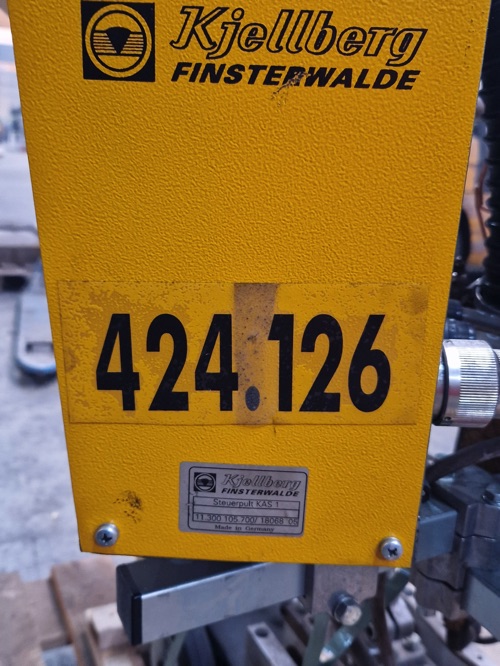 Kjellberg
FINSTERWALDE
424.126
Kjellberg
FINSTERWALDE
Steuerpult KAS 1
Made in Germany